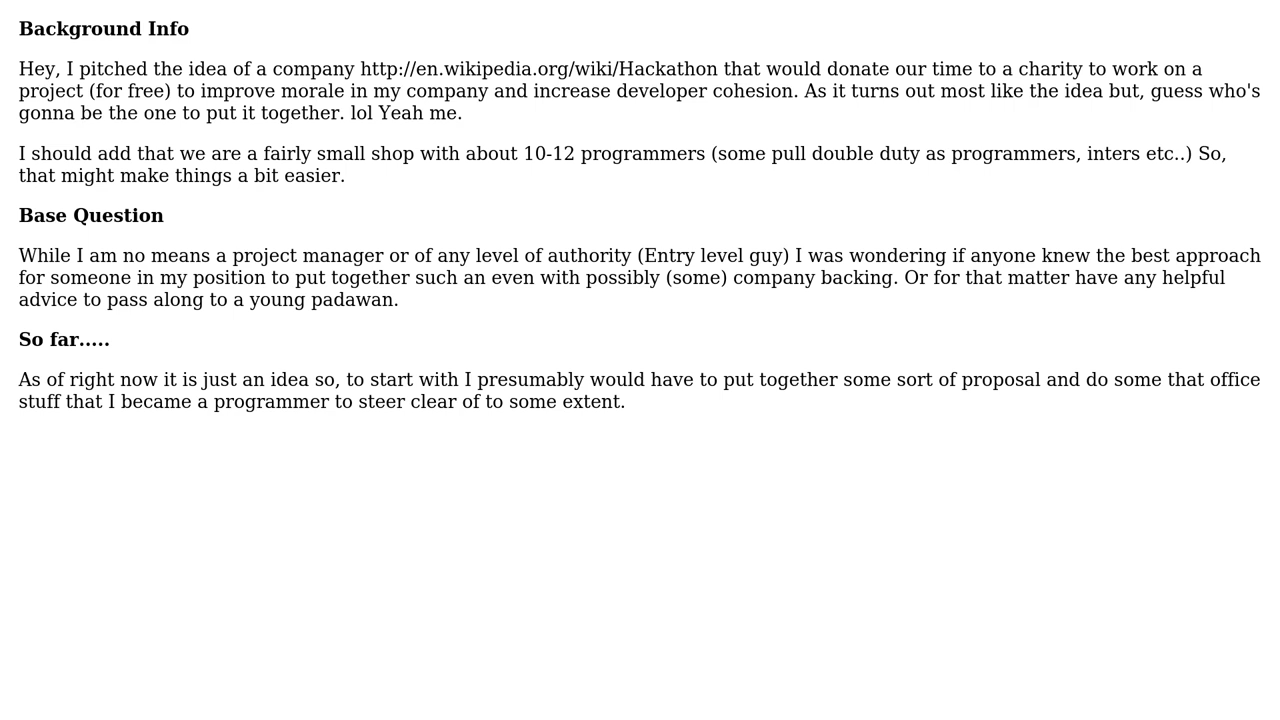 Background Info
Hey, I pitched the idea of a company http://en.wikipedia.org/wiki/Hackathon that would donate our time to a charity to work on a
project (for free) to improve morale in my company and increase developer cohesion. As it turns out most like the idea but, guess who's
gonna be the one to put it together. lol Yeah me.
I should add that we are a fairly small shop with about 10-12 programmers (some pull double duty as programmers, inters etc..) So,
that might make things a bit easier.
Base Question
While I am no means a project manager or of any level of authority (Entry level guy) I was wondering if anyone knew the best approach
for someone in my position to put together such an even with possibly (some) company backing. Or for that matter have any helpful
advice to pass along to a young padawan.
So far.....
As of right now it is just an idea so, to start with I presumably would have to put together some sort of proposal and do some that office
stuff that I became a programmer to steer clear of to some extent.